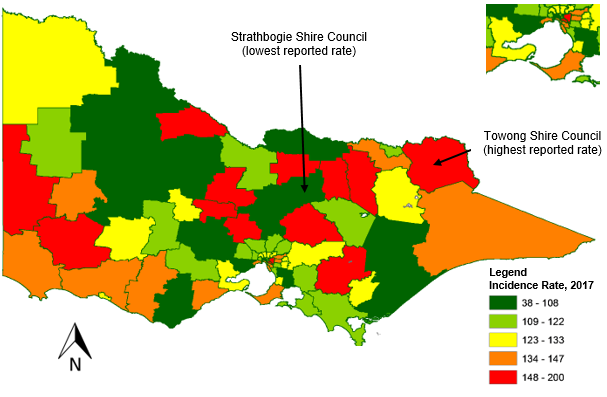 Strathbogie Shire Council
(lowest reported rate)
Towong Shire Council
(highest reported rate)
Legend
Incidence Rate, 2017
38 - 108
109 - 122
123 - 133
134 - 147
148 - 200
N